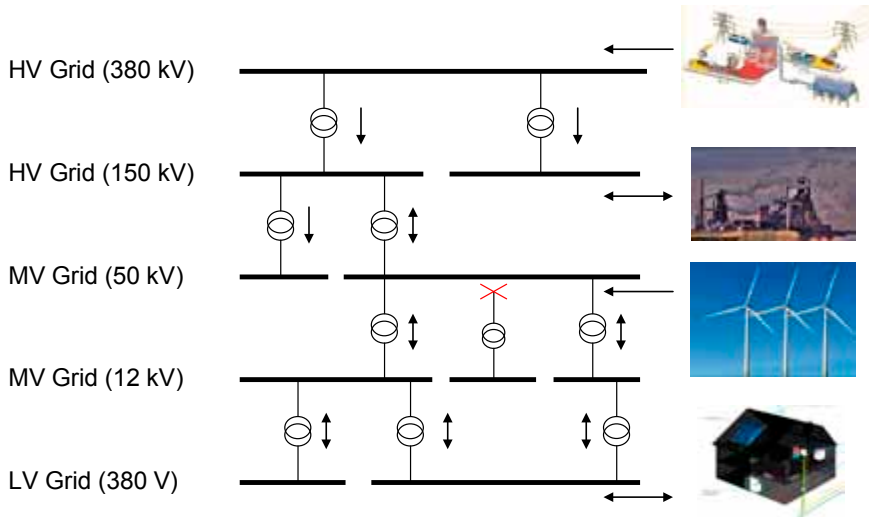 HV Grid (380 kV)
HV Grid (150 kV)
MV Grid (50 kV)
MV Grid (12 kV)
LV Grid (380 V)